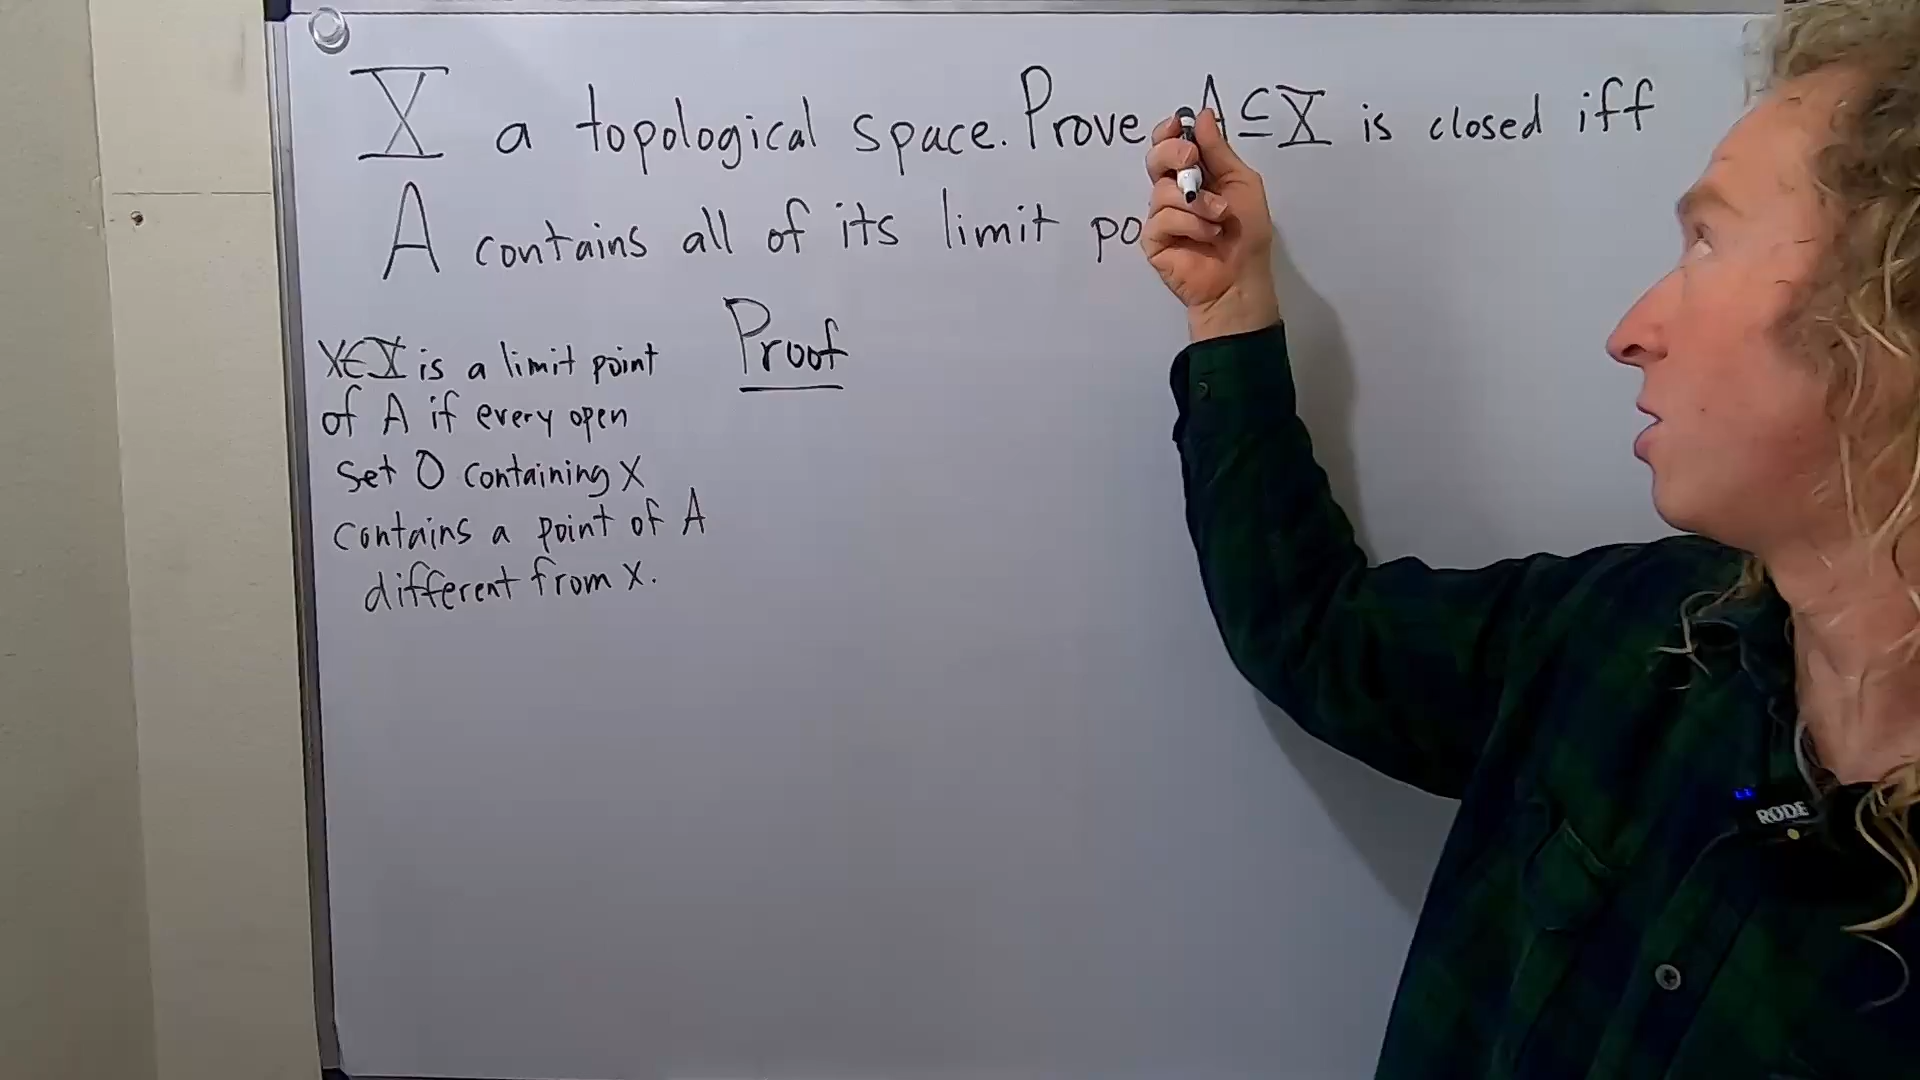 X a topological space. Prove A ⊆ X is closed iff
A contains all of its limit
x∈X is a limit point
of A if every open
set O containing x
contains a point of A
different from x.
Proof
RODE